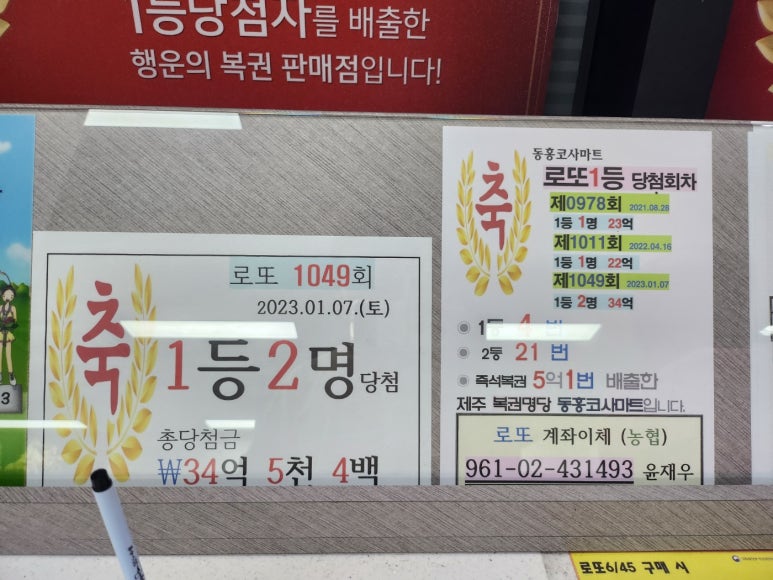 1등당첨자를 배출한
행운의 복권 판매점입니다!
축
로또 1049회
2023.01.07.(토)
1등2명당첨
총당첨금
₩34억 5천 4백
축
동홍코사마트
로또1등 당첨회차
제0978회 2021.08.28
1등 1명 23억
제1011회 2022.04.16
1등 1명 22억
제1049회 2023.01.07
1등 2명 34억
1등 4 번
2등 21 번
즉석복권 5억1번 배출한
제주 복권명당 동홍코사마트입니다.
로또 계좌이체 (농협)
961-02-431493 윤재우
3
로또6/45 구매 시